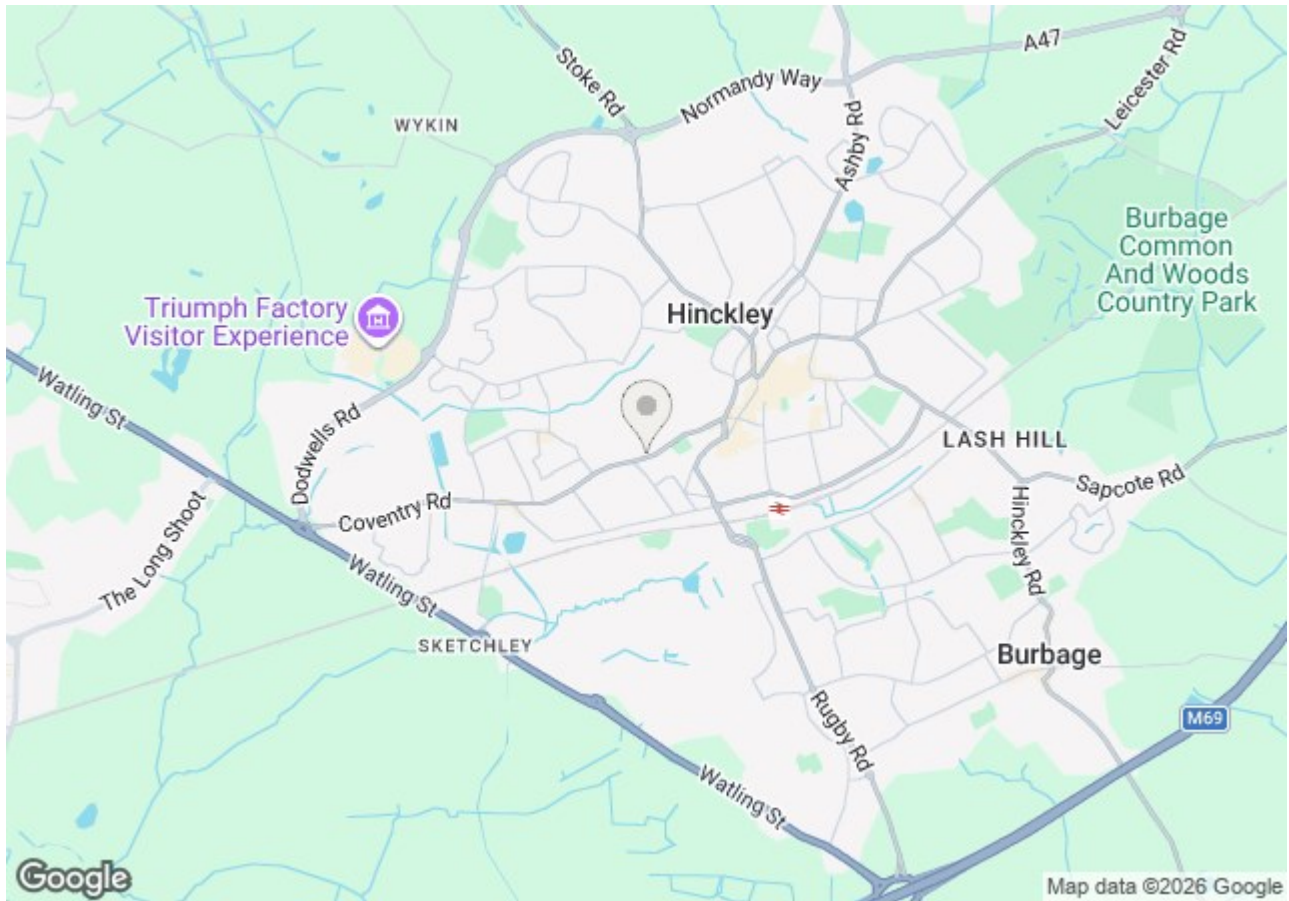 A47
Stoke Rd
Normandy Way
Leicester Rd
WYKIN
Ashby Rd
Burbage
Common
And Woods
Country Park
Triumph Factory
Visitor Experience
Hinckley
Watling St
Dodwells Rd
LASH HILL
Sapcote Rd
Coventry Rd
Hinckley Rd
The Long Shoot
Watling St
SKETCHLEY
Burbage
Rugby Rd
M69
Watling St
Google
Map data ©2026 Google